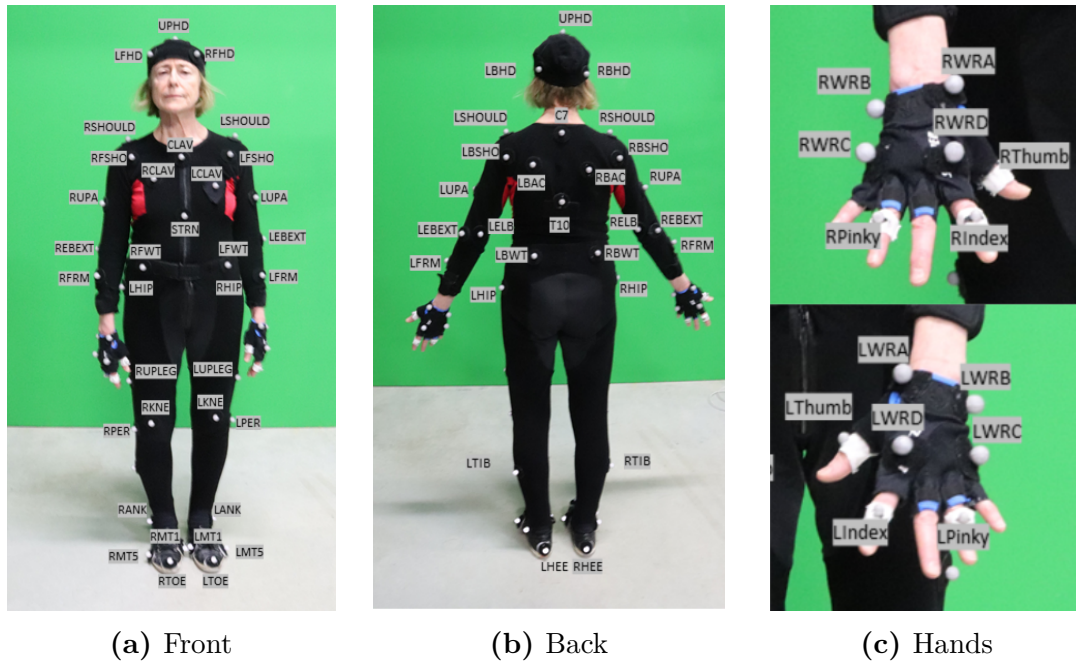 UPHD
LFHD RFHD
RSHOULD LSHOULD
CLAV
RFSHO LFSHO
RCLAV LCLAV
RUPA LUPA
STRN
LEBEXT
REBEXT RFWT LFWT
RFRM LFRM
LHIP RHIP
RUPLEG LUPLEG
RKNE LKNE
RPER LPER
RANK LANK
RMT1 LMT1
RMT5 LMT5
RTOE LTOE
(a) Front
UPHD
LBHD RBHD
LSHOULD C7 RSHOULD
LBSHO RBSHO
LBAC RBAC
LUPA RUPA
LEBEXT LELB T10 RELB REBEXT
LFRM LBWT RBWT RFRM
LHIP RHIP
LTIB RTIB
LHEE RHEE
(b) Back
RWRA
RWRB
RWRD
RWRC
RThumb
RPinky RIndex
LWRA
LWRB
LThumb
LWRD
LWRC
LIndex LPinky
(c) Hands